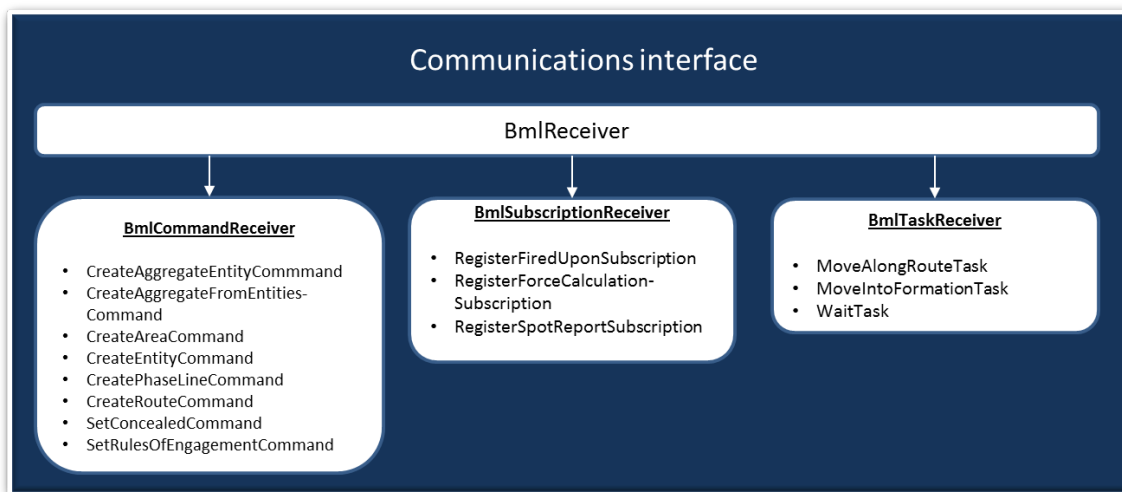 Communications interface
BmlReceiver
BmlCommandReceiver
• CreateAggregateEntityCommmand
• CreateAggregateFromEntities-
Command
• CreateAreaCommand
• CreateEntityCommand
• CreatePhaseLineCommand
• CreateRouteCommand
• SetConcealedCommand
• SetRulesOfEngagementCommand
BmlSubscriptionReceiver
• RegisterFiredUponSubscription
• RegisterForceCalculation-
Subscription
• RegisterSpotReportSubscription
BmlTaskReceiver
• MoveAlongRouteTask
• MoveIntoFormationTask
• WaitTask